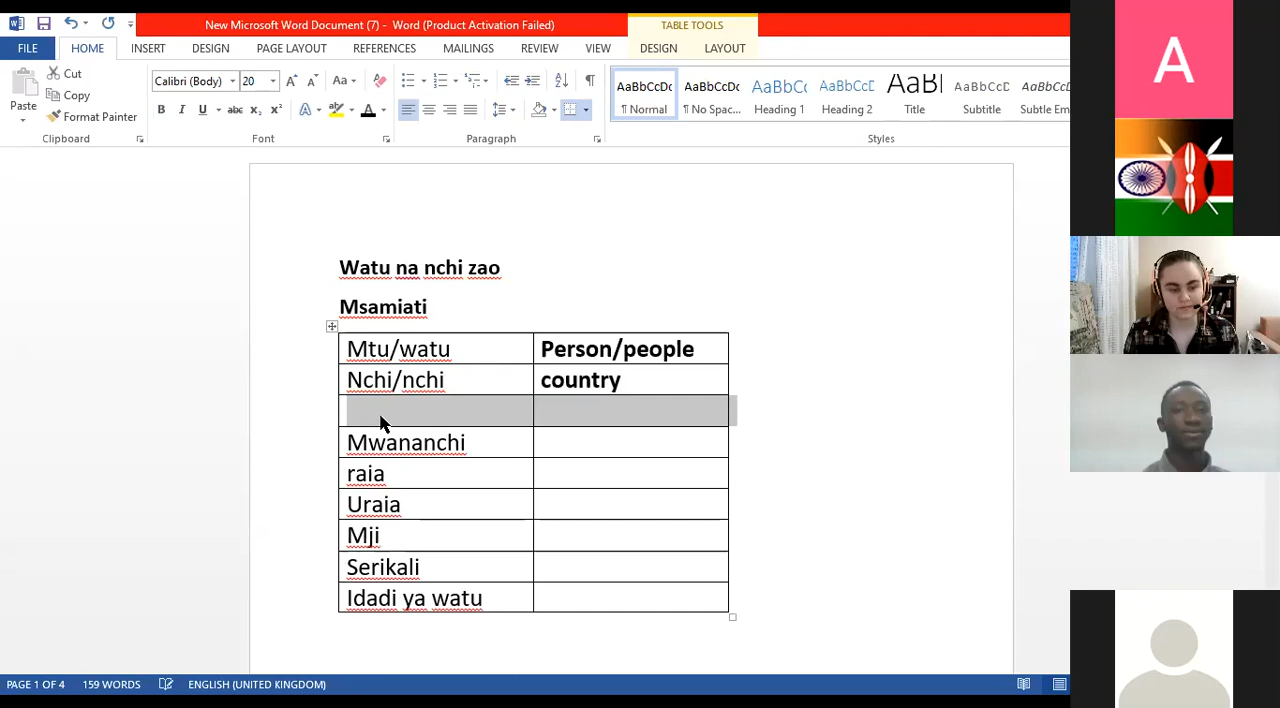 New Microsoft Word Document (7) - Word (Product Activation Failed)
TABLE TOOLS
FILE HOME INSERT DESIGN PAGE LAYOUT REFERENCES MAILINGS REVIEW VIEW DESIGN LAYOUT
Cut
Copy
Format Painter
Paste
Clipboard
Calibri (Body) 20
Font
Paragraph
AaBbCcDc AaBbCcDc AaBbCc AaBbCcD AaBl AaBbCcD AaBbCcD
¶ Normal ¶ No Spac... Heading 1 Heading 2 Title Subtitle Subtle Em
Styles
A
Watu na nchi zao
Msamiati
Mtu/watu Person/people
Nchi/nchi country
Mwananchi
raia
Uraia
Mji
Serikali
Idadi ya watu
PAGE 1 OF 4 159 WORDS ENGLISH (UNITED KINGDOM)